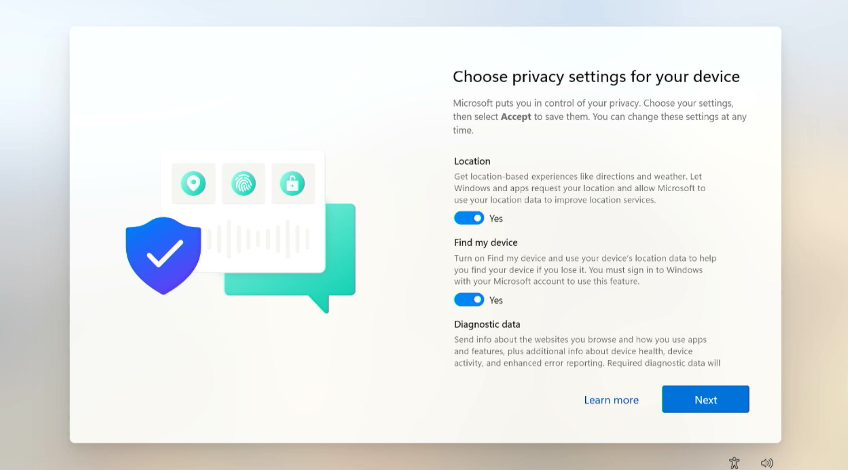 Choose privacy settings for your device
Microsoft puts you in control of your privacy. Choose your settings,
then select Accept to save them. You can change these settings at any
time.
Location
Get location-based experiences like directions and weather. Let
Windows and apps request your location and allow Microsoft to
use your location data to improve location services.
Yes
Find my device
Turn on Find my device and use your device's location data to help
you find your device if you lose it. You must sign in to Windows
with your Microsoft account to use this feature.
Yes
Diagnostic data
Send info about the websites you browse and how you use apps
and features, plus additional info about device health, device
activity, and enhanced error reporting. Required diagnostic data will
Learn more
Next